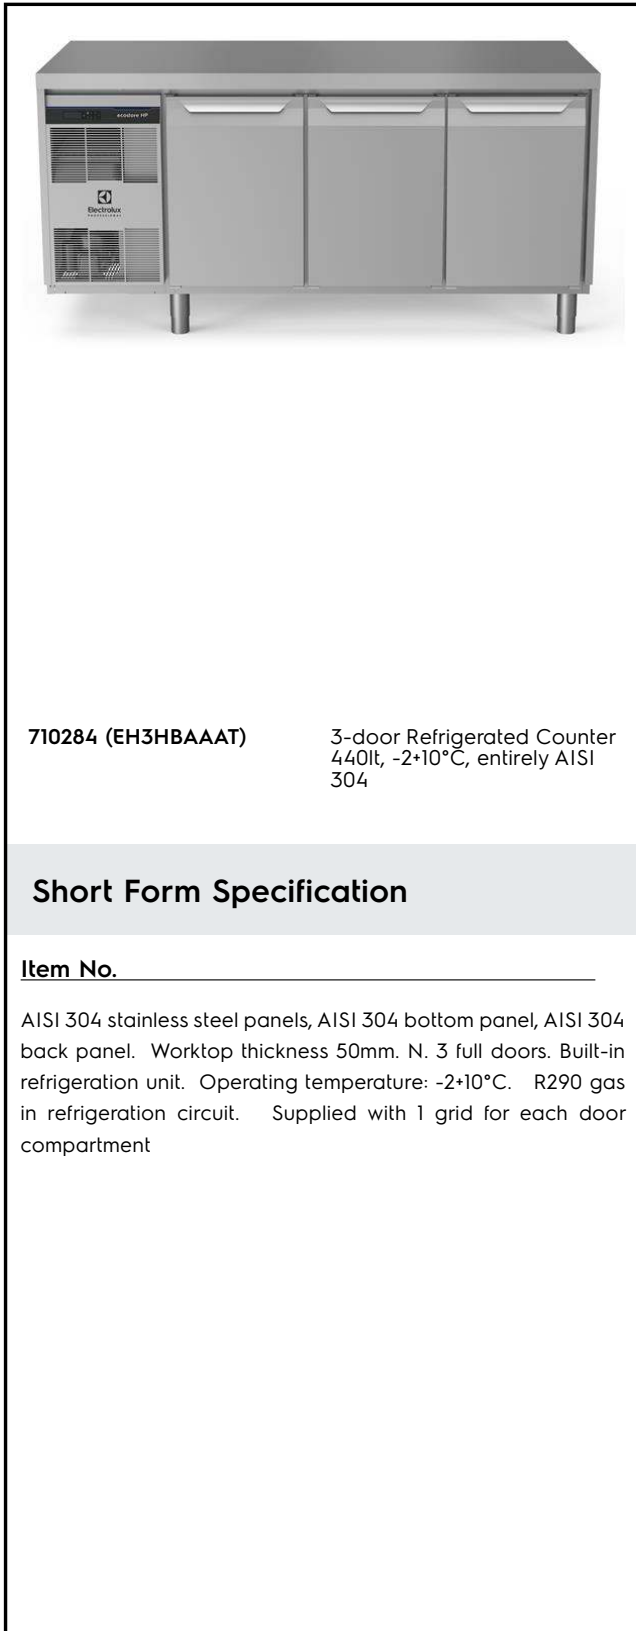 ecostore HP
Electrolux
PROFESSIONAL
710284 (EH3HBAAAT)
3-door Refrigerated Counter
440lt, -2+10°C, entirely AISI
304
Short Form Specification
Item No.
AISI 304 stainless steel panels, AISI 304 bottom panel, AISI 304
back panel. Worktop thickness 50mm. N. 3 full doors. Built-in
refrigeration unit. Operating temperature: -2+10°C. R290 gas
in refrigeration circuit. Supplied with 1 grid for each door
compartment